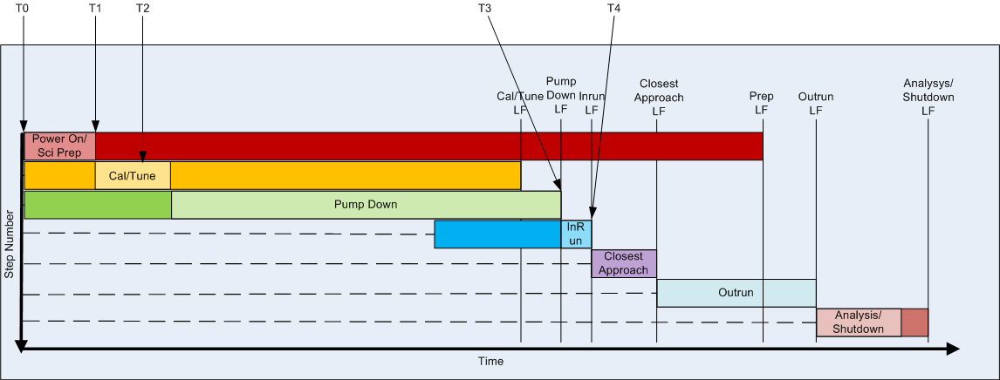 T0
T1
T2
T3
T4
Cal/Tune
LF
Pump
Down
LF
Inrun
LF
Closest
Approach
LF
Prep
LF
Outrun
LF
Analysys/
Shutdown
LF
Power On/
Sci Prep
Cal/Tune
Pump Down
InR
un
Closest
Approach
Outrun
Analysis/
Shutdown
Step Number
Time